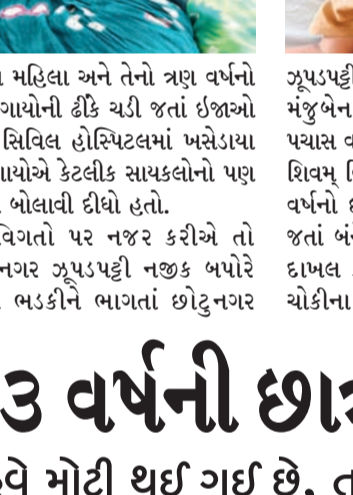 મહિલા અને તેનો ત્રણ વર્ષનો
ગાયોની ઢીંકે ચડી જતાં ઈજાઓ
સિવિલ હોસ્પિટલમાં ખસેડાયા
ગાયોએ કેટલીક સાયકલોનો પણ
બોલાવી દીધો હતો.
વિગતો પર નજર કરીએ તો
નગર ઝૂપડપટ્ટી નજીક બપોરે
ભડકીને ભાગતાં છોટુનગર
ઝૂપડપટ્ટી
મંજુબેન
પચાસ
શિવમ્
વર્ષનો
જતાં
દાખલ
ચોકીના
૩ વર્ષની
મોટી થઈ ગઈ છે,